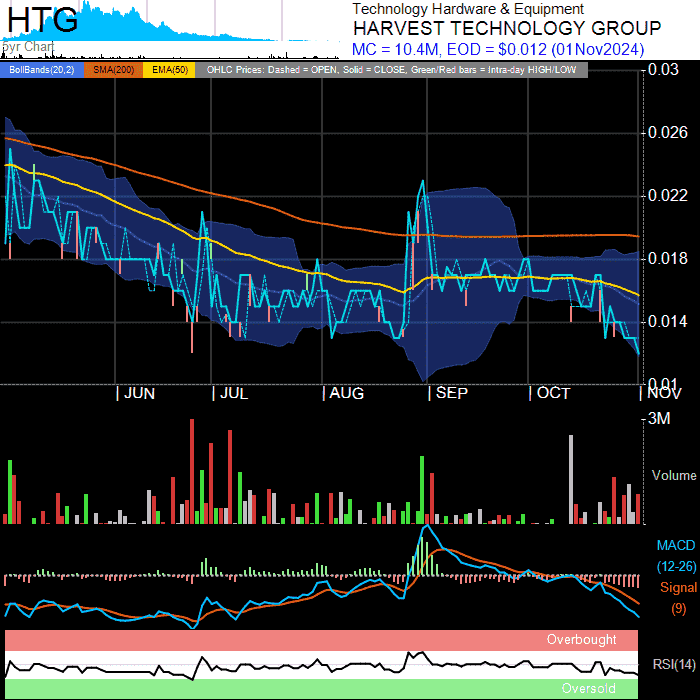 HTG
5yr Chart
Technology Hardware & Equipment
HARVEST TECHNOLOGY GROUP
MC = 10.4M, EOD = $0.012 (01Nov2024)
BollBands(20,2) SMA(200) EMA(50) OHLC Prices: Dashed = OPEN, Solid = CLOSE, Green/Red bars = Intra-day HIGH/LOW
0.03
0.026
0.022
0.018
0.014
0.01
JUN JUL AUG SEP OCT NOV
3M
Volume
MACD
(12-26)
Signal
(9)
Overbought
RSI(14)
Oversold